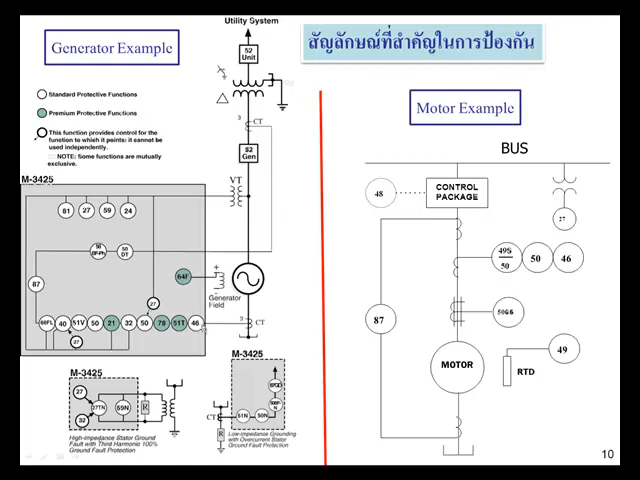 Utility System
Generator Example
สัญลักษณ์ที่สำคัญในการป้องกัน
52
Unit
Standard Protective Functions
Premium Protective Functions
This function provides control for the
function to which it points; it cannot be
used independently.
NOTE: Some functions are mutually
exclusive.
Motor Example
3
CT
52
Gen
BUS
M-3425
VT
81
27
59
24
48
CONTROL
PACKAGE
27
50
BF-Ph
50
DT
49S
50
50
46
87
64F
+
-
Generator
Field
27
60FL
40
51V
50
21
32
50
78
51T
46
3
CT
27
87
50GS
49
MOTOR
RTD
M-3425
M-3425
27
27TN
59N
R
32
87GD
CT
51N
50N
R
High-impedance Stator Ground
Fault with Third Harmonic 100%
Ground Fault Protection
Low-impedance Grounding
with Overcurrent Stator
Ground Fault Protection
10